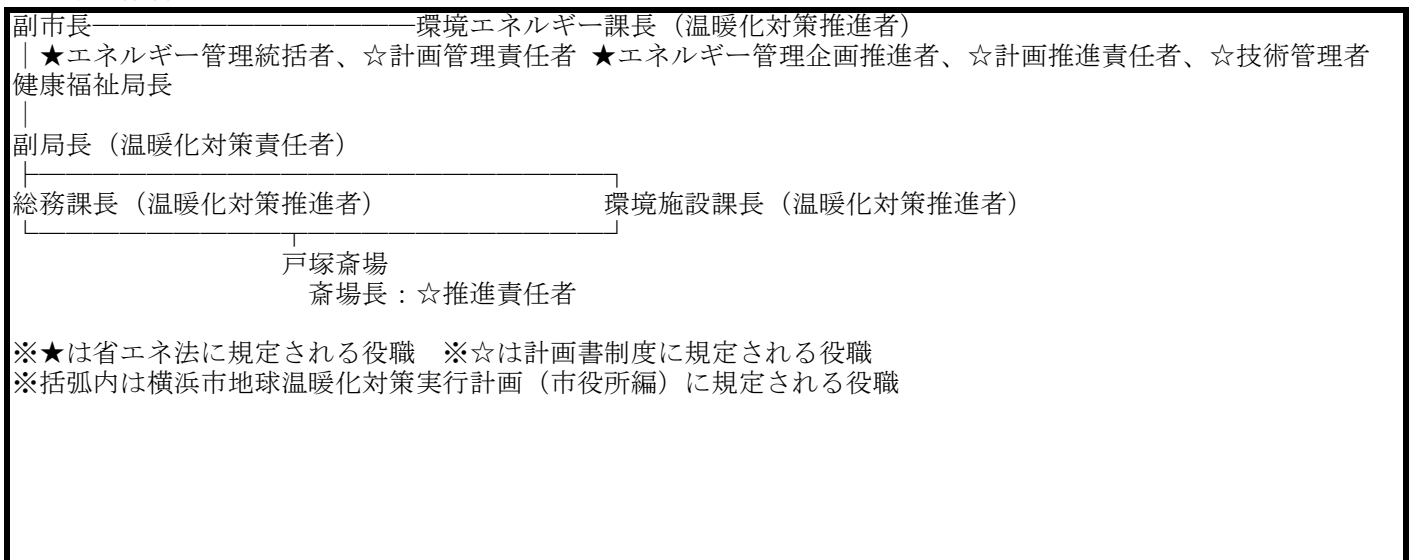 副市長――――――――――――環境エネルギー課長（温暖化対策推進者）
｜★エネルギー管理統括者、☆計画管理責任者 ★エネルギー管理企画推進者、☆計画推進責任者、☆技術管理者
健康福祉局長
｜
副局長（温暖化対策責任者）
├―――――――――――――――――――――┐
総務課長（温暖化対策推進者）　　　　　　　　　環境施設課長（温暖化対策推進者）
└――――――――――┬―――――――――――┘
戸塚斎場
斎場長：☆推進責任者
※★は省エネ法に規定される役職　※☆は計画書制度に規定される役職
※括弧内は横浜市地球温暖化対策実行計画（市役所編）に規定される役職